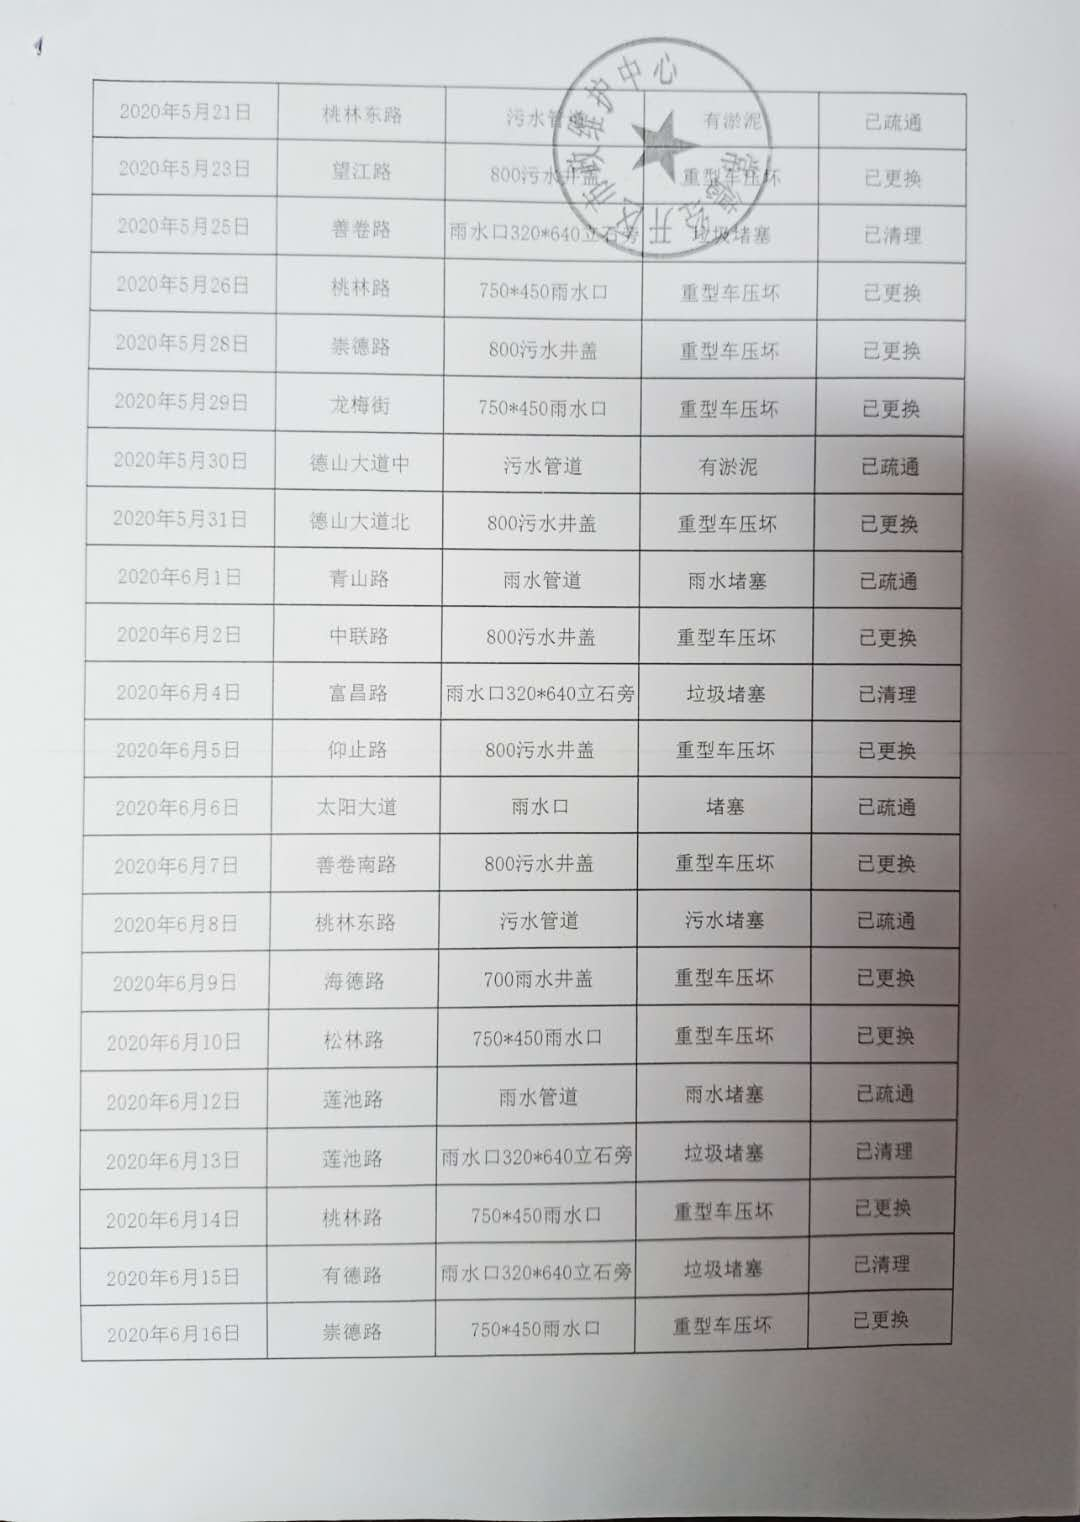 常德经开区市政维护中心
2020年5月21日 桃林东路 污水管道 有淤泥 已疏通
2020年5月23日 望江路 800污水井盖 重型车压坏 已更换
2020年5月25日 善卷路 雨水口320*640立石旁 垃圾堵塞 已清理
2020年5月26日 桃林路 750*450雨水口 重型车压坏 已更换
2020年5月28日 崇德路 800污水井盖 重型车压坏 已更换
2020年5月29日 龙梅街 750*450雨水口 重型车压坏 已更换
2020年5月30日 德山大道中 污水管道 有淤泥 已疏通
2020年5月31日 德山大道北 800污水井盖 重型车压坏 已更换
2020年6月1日 青山路 雨水管道 雨水堵塞 已疏通
2020年6月2日 中联路 800污水井盖 重型车压坏 已更换
2020年6月4日 富昌路 雨水口320*640立石旁 垃圾堵塞 已清理
2020年6月5日 仰止路 800污水井盖 重型车压坏 已更换
2020年6月6日 太阳大道 雨水口 堵塞 已疏通
2020年6月7日 善卷南路 800污水井盖 重型车压坏 已更换
2020年6月8日 桃林东路 污水管道 污水堵塞 已疏通
2020年6月9日 海德路 700雨水井盖 重型车压坏 已更换
2020年6月10日 松林路 750*450雨水口 重型车压坏 已更换
2020年6月12日 莲池路 雨水管道 雨水堵塞 已疏通
2020年6月13日 莲池路 雨水口320*640立石旁 垃圾堵塞 已清理
2020年6月14日 桃林路 750*450雨水口 重型车压坏 已更换
2020年6月15日 有德路 雨水口320*640立石旁 垃圾堵塞 已清理
2020年6月16日 崇德路 750*450雨水口 重型车压坏 已更换